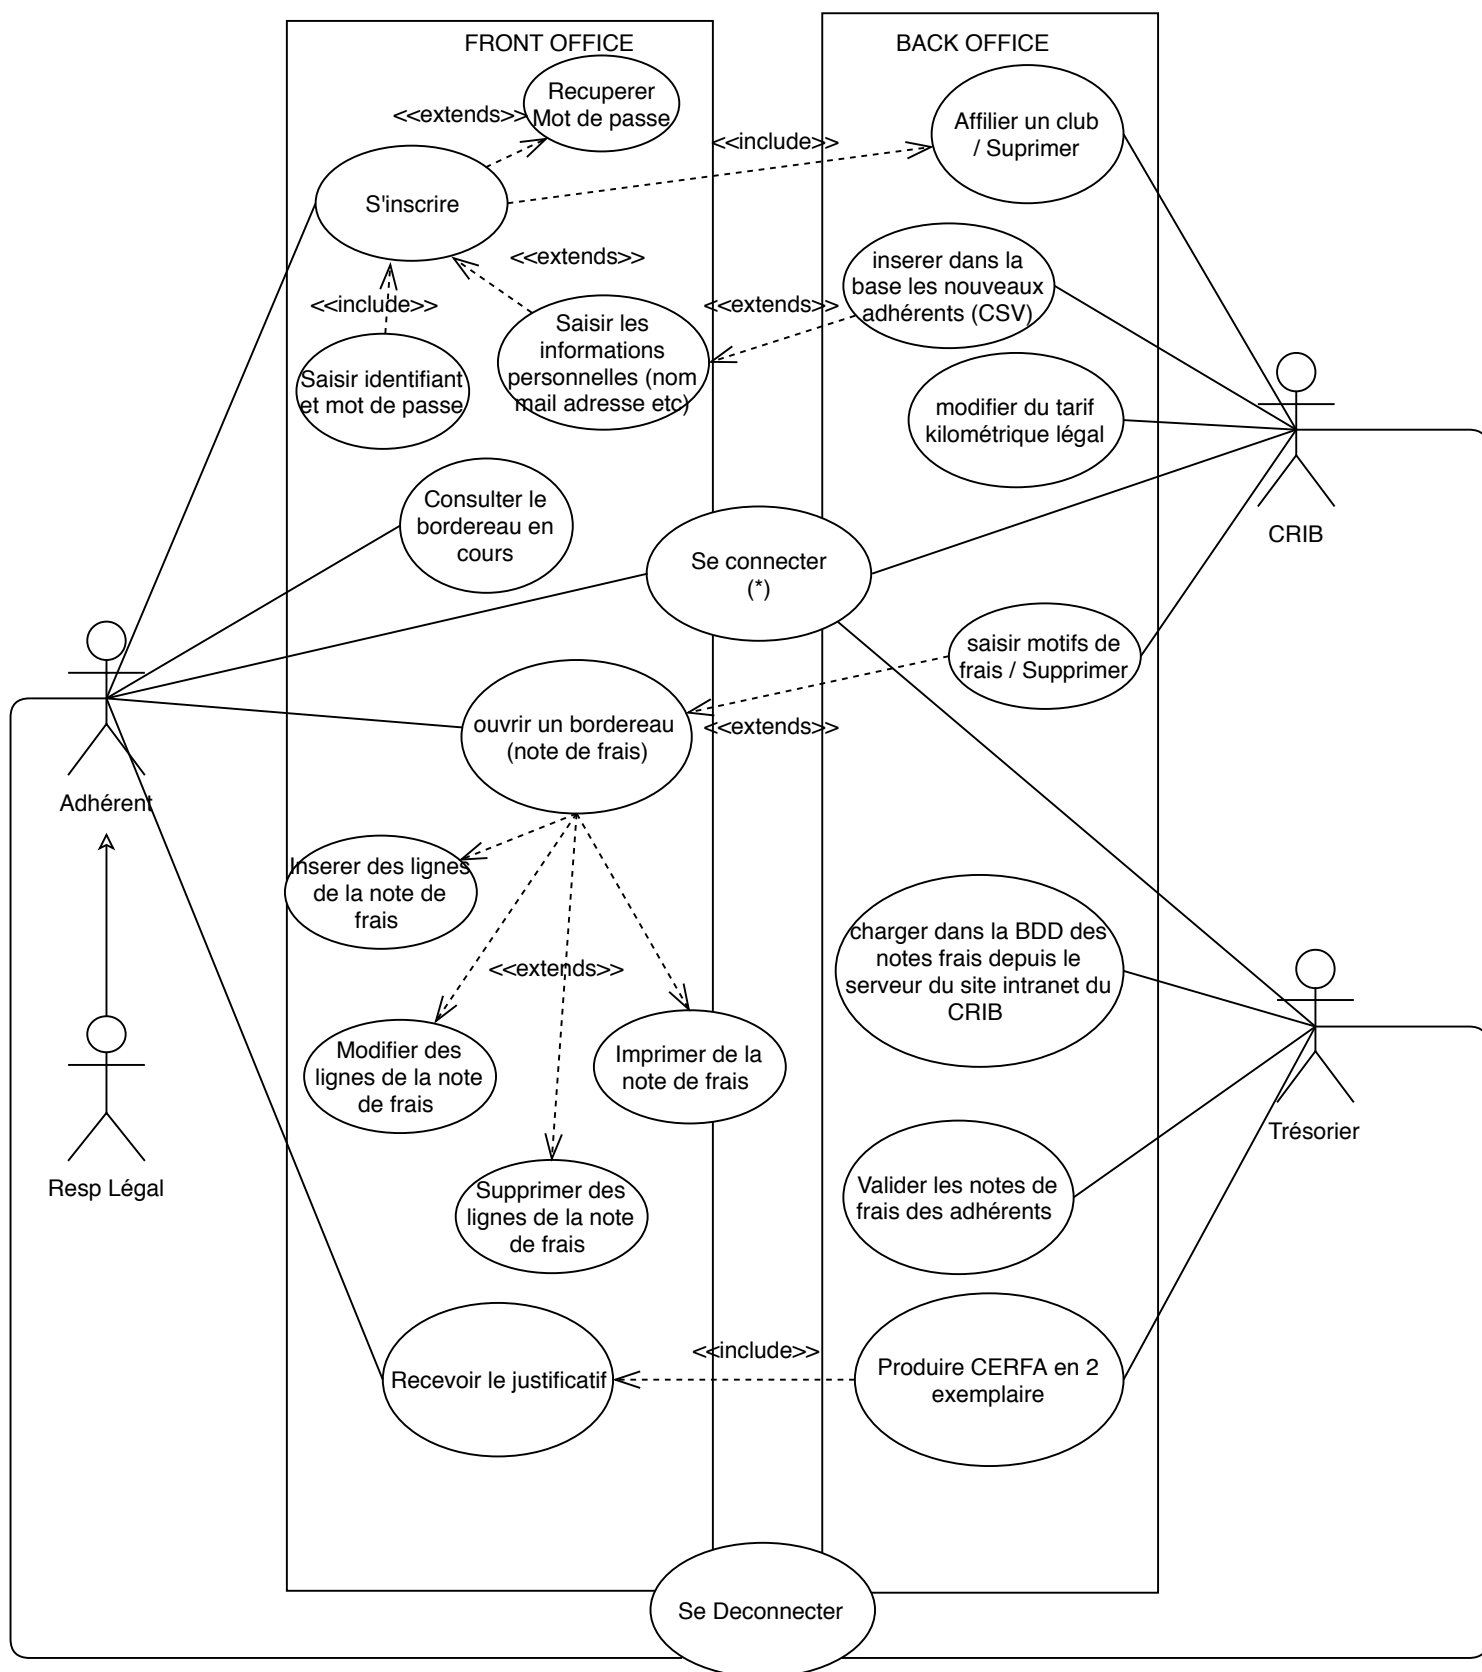 FRONT OFFICE
BACK OFFICE
Recuperer
Mot de passe
<<extends>>
<<include>>
Affilier un club
/ Suprimer
S'inscrire
<<extends>>
inserer dans la
base les nouveaux
adhérents (CSV)
<<include>>
<<extends>>
Saisir les
informations
personnelles (nom
mail adresse etc)
Saisir identifiant
et mot de passe
modifier du tarif
kilométrique légal
Consulter le
bordereau en
cours
CRIB
Se connecter
(*)
saisir motifs de
frais / Supprimer
ouvrir un bordereau
(note de frais)
<<extends>>
Adhérent
Inserer des lignes
de la note de
frais
charger dans la BDD des
notes frais depuis le
serveur du site intranet du
CRIB
<<extends>>
Modifier des
lignes de la note
de frais
Imprimer de la
note de frais
Trésorier
Resp Légal
Supprimer des
lignes de la note
de frais
Valider les notes de
frais des adhérents
<<include>>
Recevoir le justificatif
Produire CERFA en 2
exemplaire
Se Deconnecter